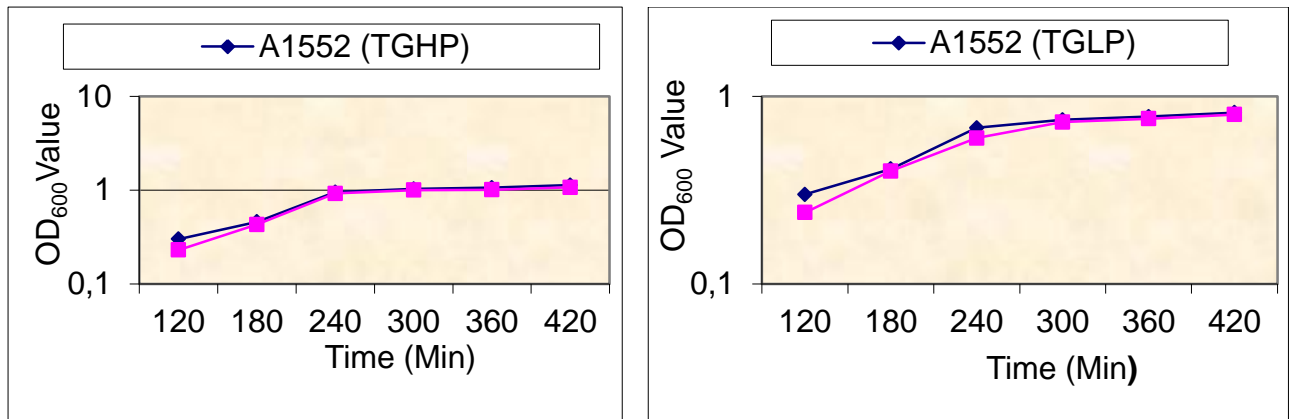 A1552 (TGHP)
10
1
0,1
OD600 Value
120 180 240 300 360 420
Time (Min)
A1552 (TGLP)
1
0,1
OD600 Value
120 180 240 300 360 420
Time (Min)